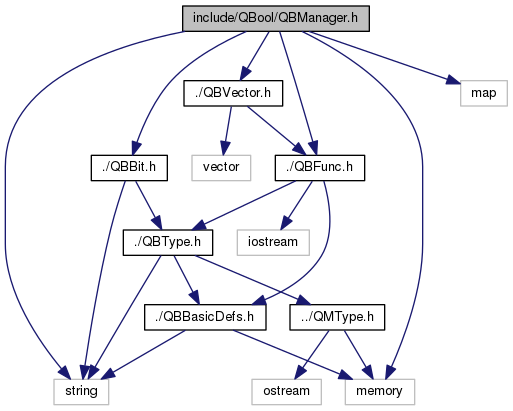 include/QBool/QBManager.h
./QBVector.h
map
./QBBit.h
vector
./QBFunc.h
./QBType.h
iostream
./QBBasicDefs.h
../QMType.h
string
ostream
memory